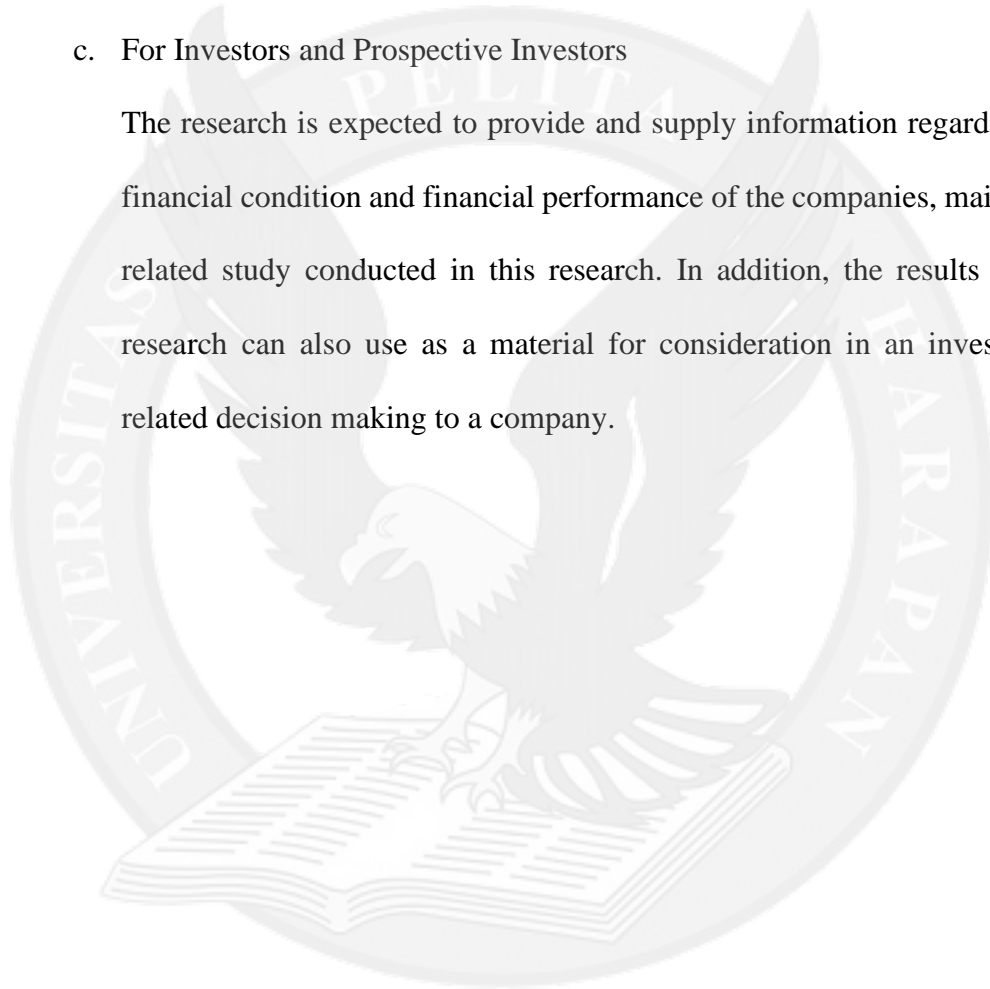 c. For Investors and Prospective Investors
The research is expected to provide and supply information regard
financial condition and financial performance of the companies, mai
related study conducted in this research. In addition, the results
research can also use as a material for consideration in an inves
related decision making to a company.
UNIVERSITAS PELITA HARAPAN